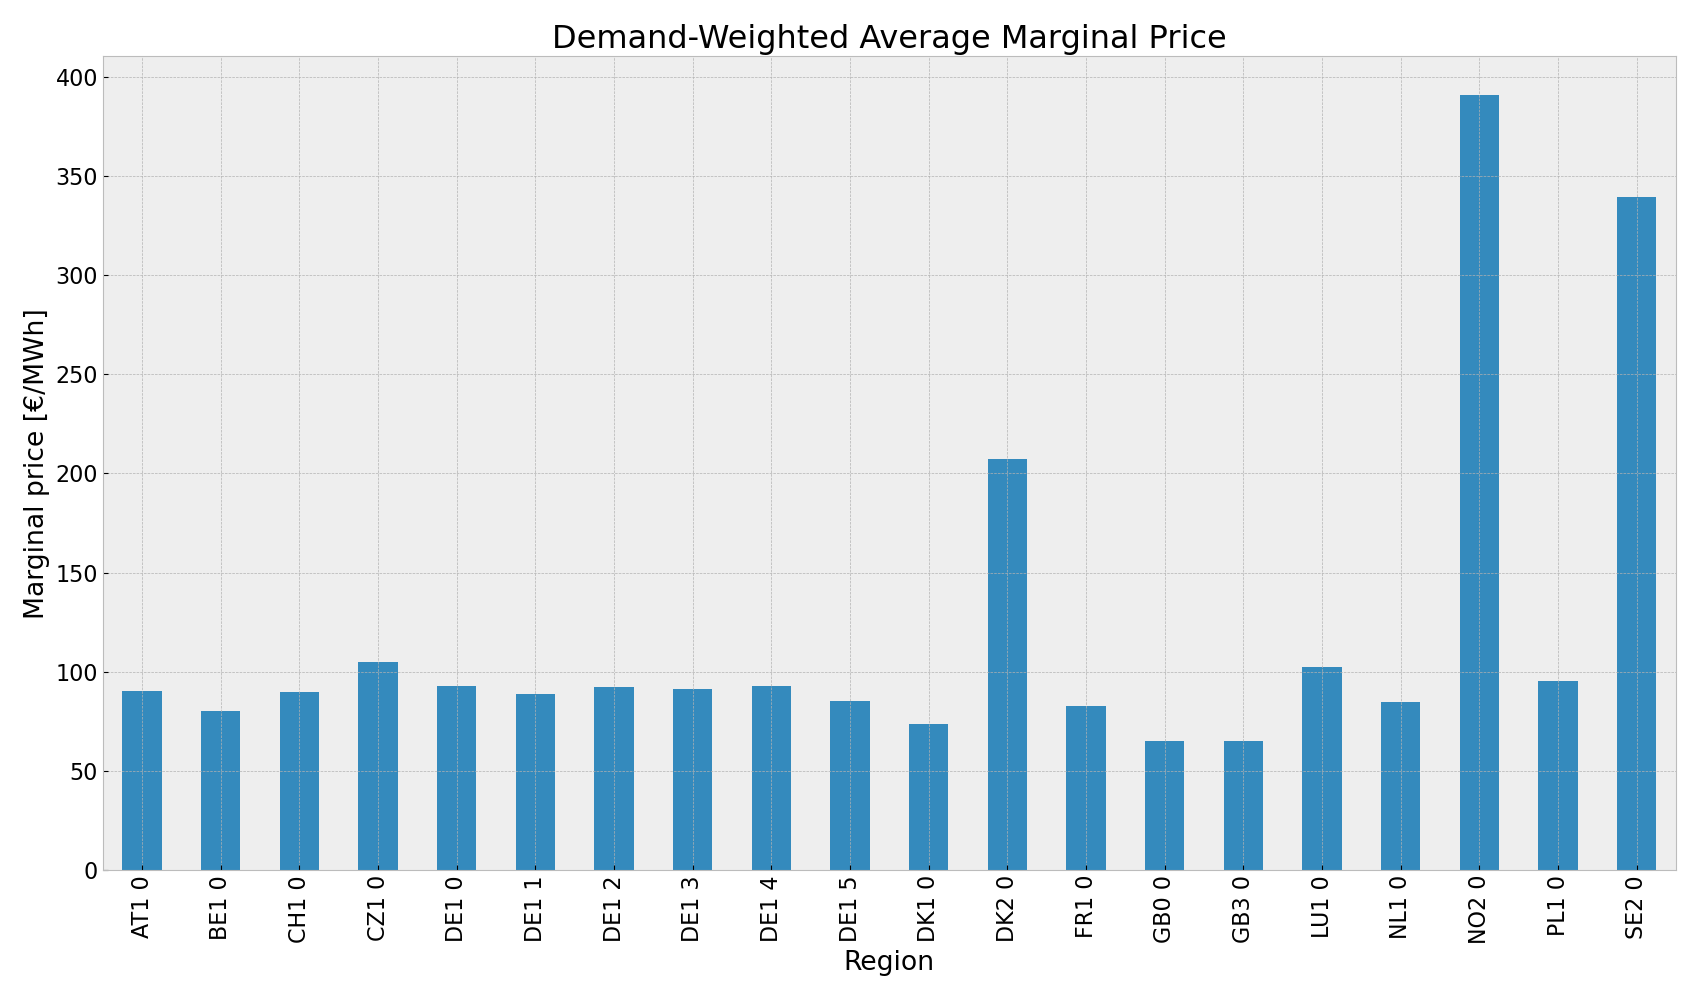 Demand-Weighted Average Marginal Price
Marginal price [€/MWh]
400
350
300
250
200
150
100
50
0
AT1 0
BE1 0
CH1 0
CZ1 0
DE1 0
DE1 1
DE1 2
DE1 3
DE1 4
DE1 5
DK1 0
DK2 0
FR1 0
GB0 0
GB3 0
LU1 0
NL1 0
NO2 0
PL1 0
SE2 0
Region